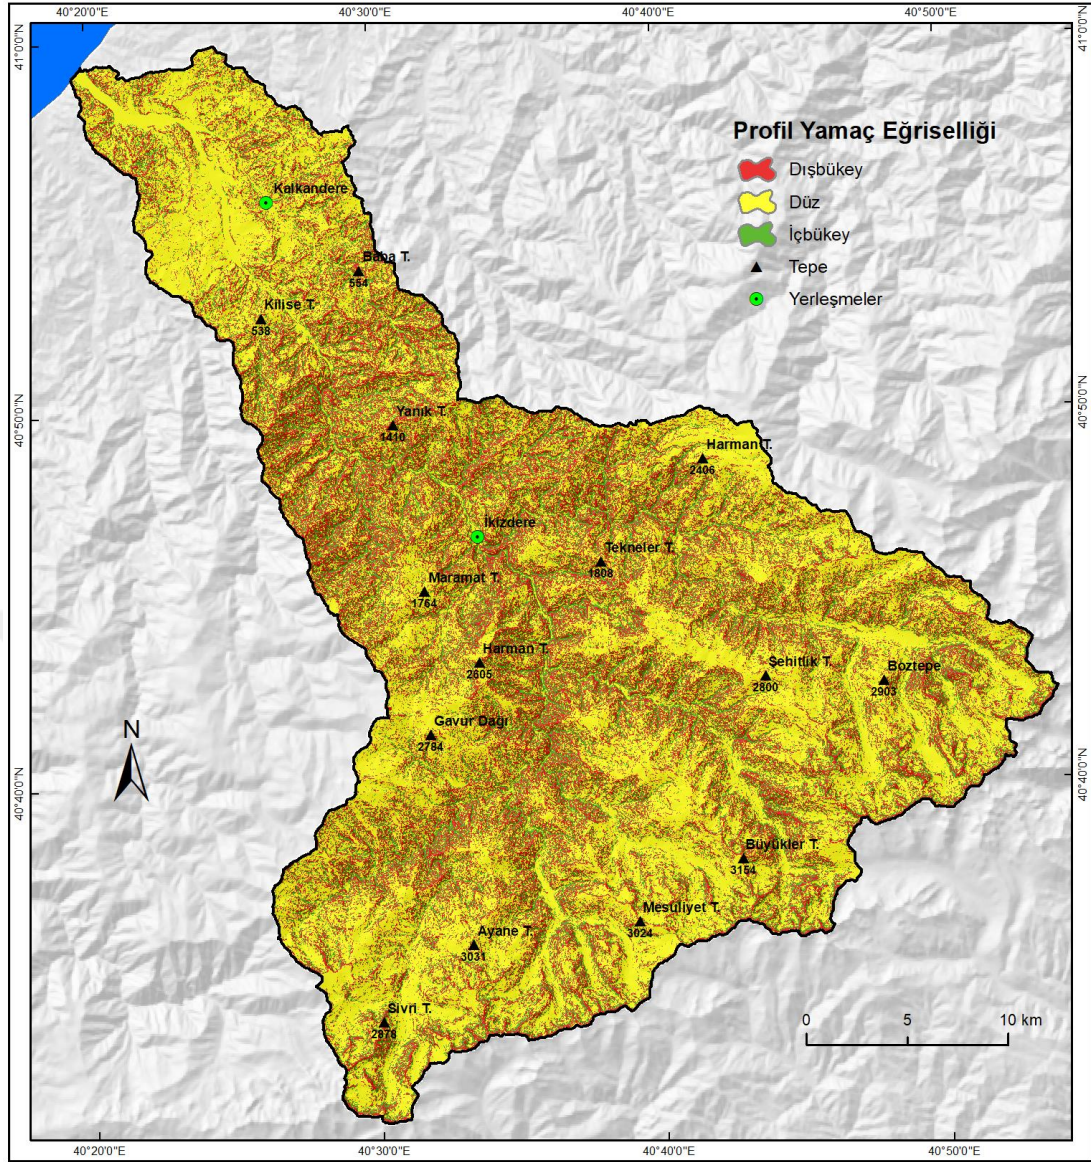 40°20'0"E
40°30'0"E
40°40'0"E
40°50'0"E
41°0'0"N
41°0'0"N
Profil Yamaç Eğriselliği
Dışbükey
Düz
İçbükey
Tepe
Yerleşmeler
Kalkandere
Baba T.
554
Kilise T.
538
40°50'0"N
40°50'0"N
Yanık T.
1410
Harman T.
2406
İkizdere
Tekneler T.
1808
Maramat T.
1764
Harman T.
2605
Şehitlik T.
2800
Boztepe
2903
Gavur Dağı
2784
N
40°40'0"N
40°40'0"N
Büyükler T.
3154
Mesuliyet T.
3024
Ayane T.
3031
Sivri T.
2878
0 5 10 km
40°20'0"E
40°30'0"E
40°40'0"E
40°50'0"E